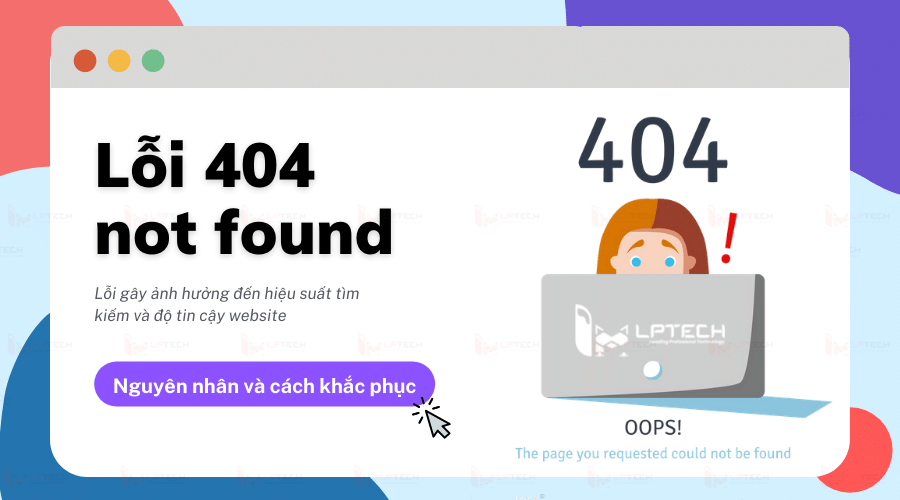 Lỗi 404
not found
Lỗi gây ảnh hưởng đến hiệu suất tìm
kiếm và độ tin cậy website
Nguyên nhân và cách khắc phục
404
!
LPTECH
OOPS!
The page you requested could not be found